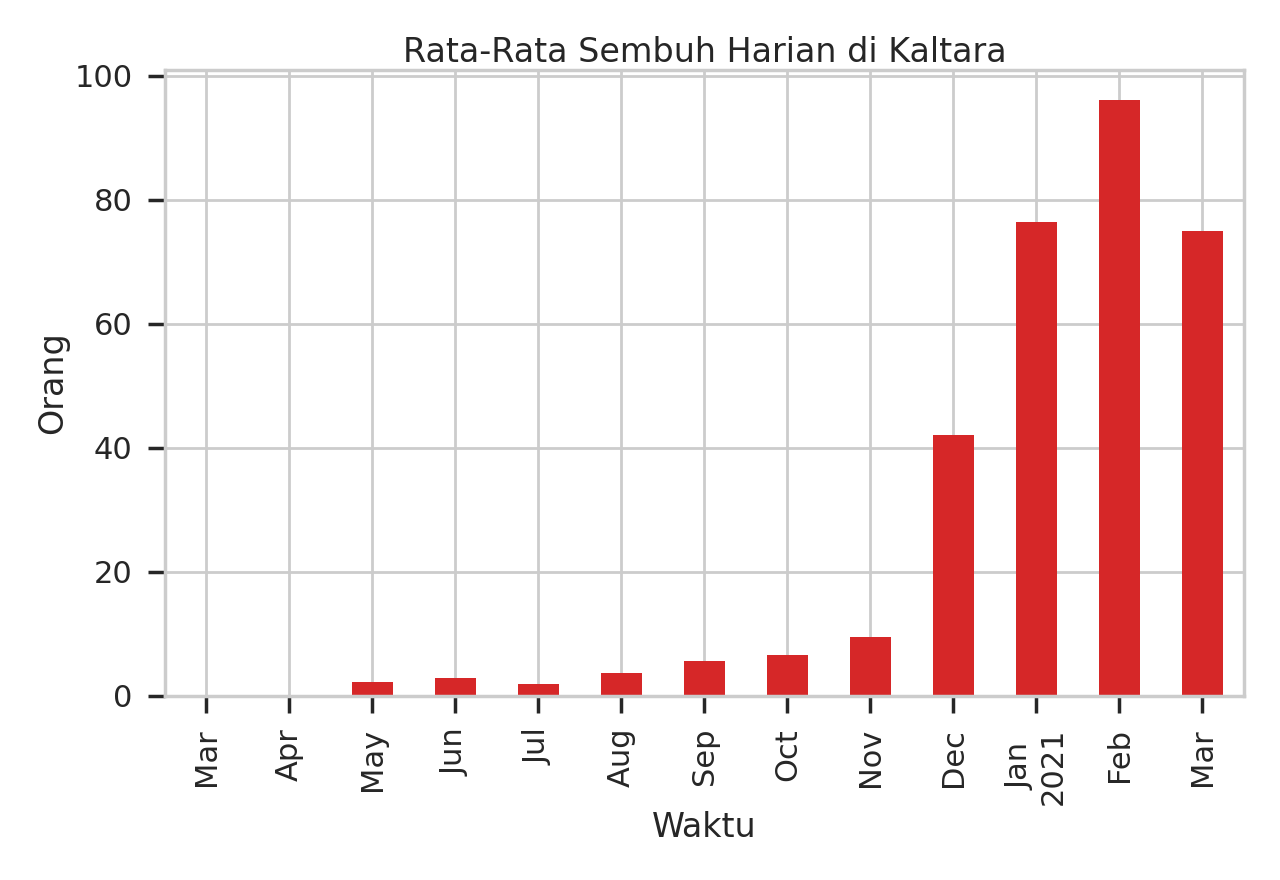 Rata-Rata Sembuh Harian di Kaltara
100
80
60
40
20
0
Orang
Mar
Apr
May
Jun
Jul
Aug
Sep
Oct
Nov
Dec
Jan
2021
Feb
Mar
Waktu